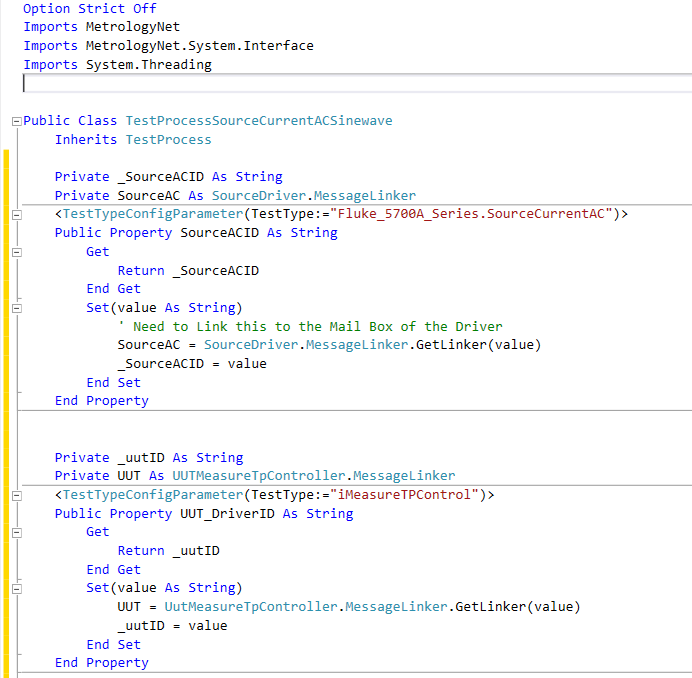 Option Strict Off
Imports MetrologyNet
Imports MetrologyNet.System.Interface
Imports System.Threading
Public Class TestProcessSourceCurrentACSinewave
Inherits TestProcess
Private _SourceACID As String
Private SourceAC As SourceDriver.MessageLinker
<TestTypeConfigParameter(TestType:="Fluke_5700A_Series.SourceCurrentAC")>
Public Property SourceACID As String
Get
Return _SourceACID
End Get
Set(value As String)
' Need to Link this to the Mail Box of the Driver
SourceAC = SourceDriver.MessageLinker.GetLinker(value)
_SourceACID = value
End Set
End Property
Private _uutID As String
Private UUT As UUTMeasureTpController.MessageLinker
<TestTypeConfigParameter(TestType:="iMeasureTPControl")>
Public Property UUT_DriverID As String
Get
Return _uutID
End Get
Set(value As String)
UUT = UutMeasureTpController.MessageLinker.GetLinker(value)
_uutID = value
End Set
End Property